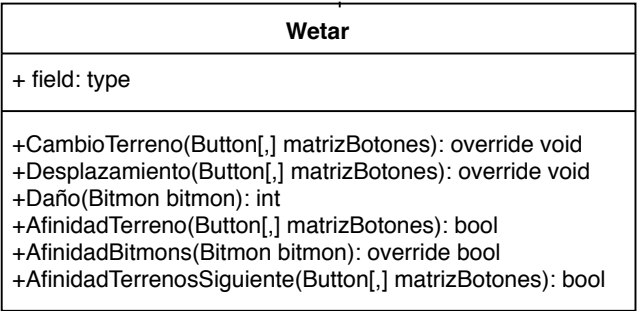 Wetar
+ field: type
+CambioTerreno(Button[,] matrizBotones): override void
+Desplazamiento(Button[,] matrizBotones): override void
+Daño(Bitmon bitmon): int
+AfinidadTerreno(Button[,] matrizBotones): bool
+AfinidadBitmons(Bitmon bitmon): override bool
+AfinidadTerrenosSiguiente(Button[,] matrizBotones): bool